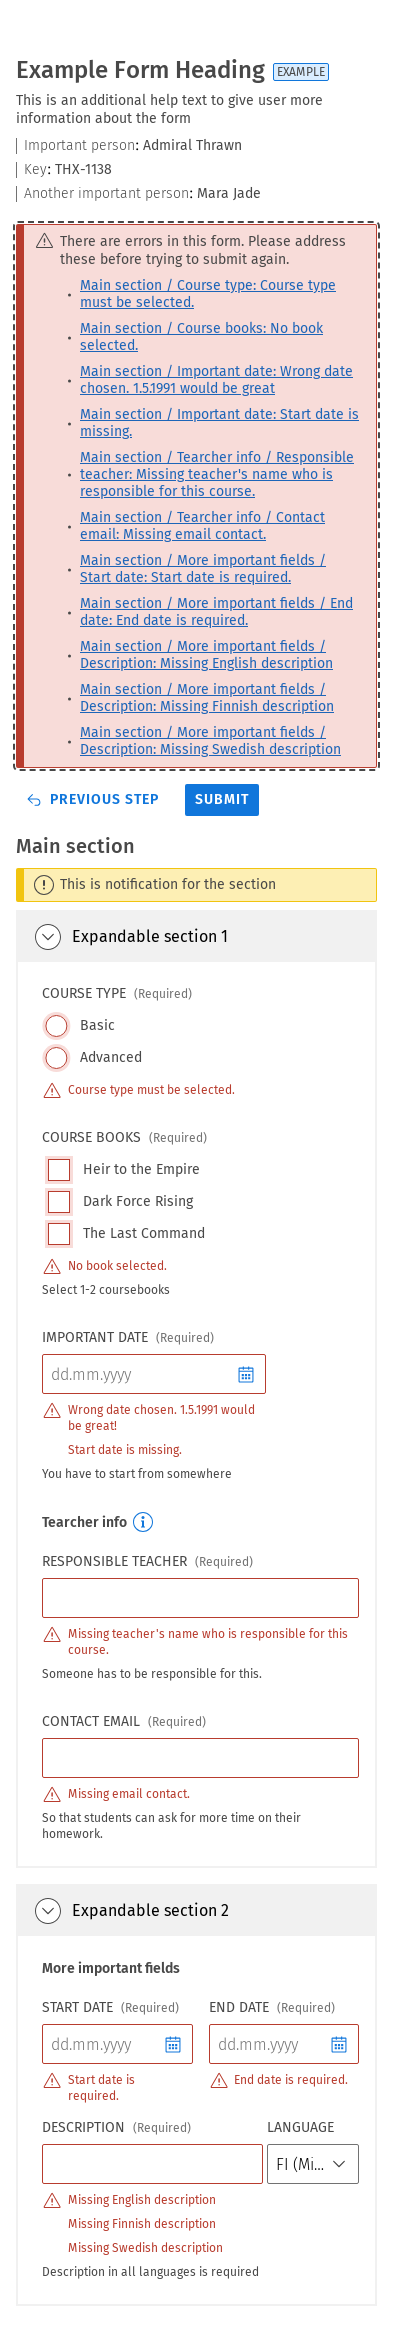 Example Form Heading EXAMPLE
This is an additional help text to give user more
information about the form
Important person: Admiral Thrawn
Key: THX-1138
Another important person: Mara Jade
There are errors in this form. Please address
these before trying to submit again.
• Main section / Course type: Course type
must be selected.
• Main section / Course books: No book
selected.
• Main section / Important date: Wrong date
chosen. 1.5.1991 would be great
• Main section / Important date: Start date is
missing.
• Main section / Tearcher info / Responsible
teacher: Missing teacher's name who is
responsible for this course.
• Main section / Tearcher info / Contact
email: Missing email contact.
• Main section / More important fields /
Start date: Start date is required.
• Main section / More important fields / End
date: End date is required.
• Main section / More important fields /
Description: Missing English description
• Main section / More important fields /
Description: Missing Finnish description
• Main section / More important fields /
Description: Missing Swedish description
PREVIOUS STEP SUBMIT
Main section
This is notification for the section
Expandable section 1
COURSE TYPE (Required)
Basic
Advanced
Course type must be selected.
COURSE BOOKS (Required)
Heir to the Empire
Dark Force Rising
The Last Command
No book selected.
Select 1-2 coursebooks
IMPORTANT DATE (Required)
dd.mm.yyyy
Wrong date chosen. 1.5.1991 would
be great!
Start date is missing.
You have to start from somewhere
Tearcher info
RESPONSIBLE TEACHER (Required)
Missing teacher's name who is responsible for this
course.
Someone has to be responsible for this.
CONTACT EMAIL (Required)
Missing email contact.
So that students can ask for more time on their
homework.
Expandable section 2
More important fields
START DATE (Required) END DATE (Required)
dd.mm.yyyy dd.mm.yyyy
Start date is
required.
End date is required.
DESCRIPTION (Required) LANGUAGE
FI (Mi...
Missing English description
Missing Finnish description
Missing Swedish description
Description in all languages is required